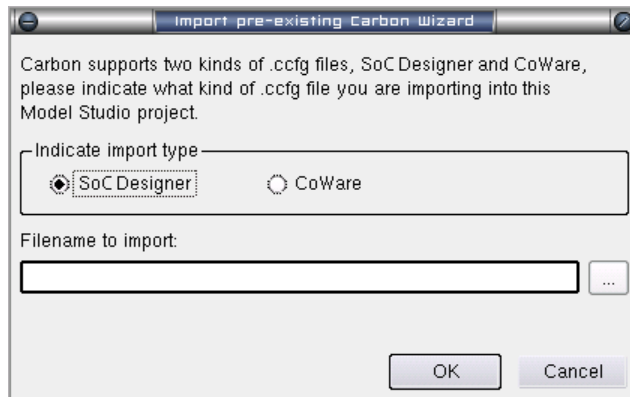 Import pre-existing Carbon Wizard
Carbon supports two kinds of .ccfg files, SoC Designer and CoWare,
please indicate what kind of .ccfg file you are importing into this
Model Studio project.
Indicate import type
SoC Designer
CoWare
Filename to import:
...
OK
Cancel